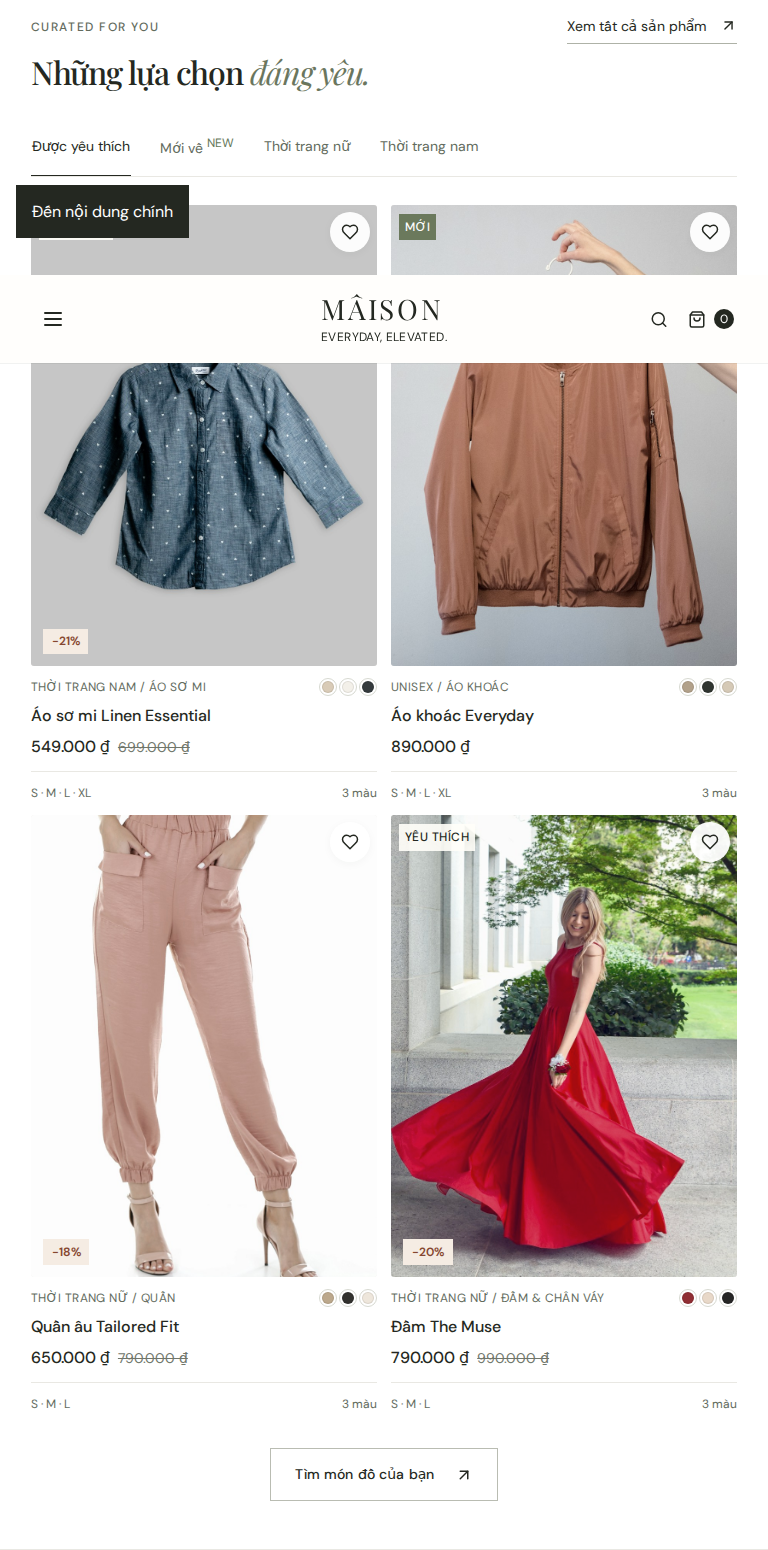 CURATED FOR YOU
Xem tất cả sản phẩm
Những lựa chọn đáng yêu.
Được yêu thích
Mới về NEW
Thời trang nữ
Thời trang nam
Đến nội dung chính
MỚI
MÂISON
EVERYDAY, ELEVATED.
0
-21%
THỜI TRANG NAM / ÁO SƠ MI
Áo sơ mi Linen Essential
549.000 ₫ 699.000 ₫
S · M · L · XL
3 màu
UNISEX / ÁO KHOÁC
Áo khoác Everyday
890.000 ₫
S · M · L · XL
3 màu
YÊU THÍCH
-18%
-20%
THỜI TRANG NỮ / QUẦN
Quần âu Tailored Fit
650.000 ₫ 790.000 ₫
S · M · L
3 màu
THỜI TRANG NỮ / ĐẦM & CHÂN VÁY
Đầm The Muse
790.000 ₫ 990.000 ₫
S · M · L
3 màu
Tìm món đồ của bạn